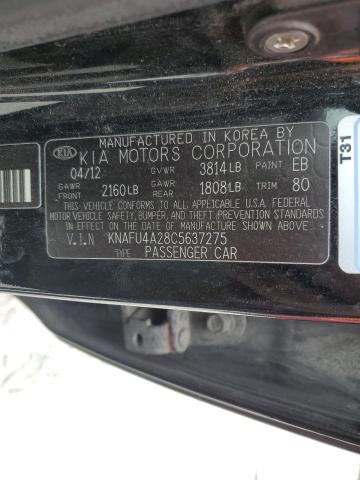 MANUFACTURED IN KOREA BY
KIA KIA MOTORS CORPORATION
04/12 GVWR 3814LB PAINT EB
GAWR FRONT 2160LB GAWR REAR 1808LB TRIM 80
THIS VEHICLE CONFORMS TO ALL APPLICABLE U.S.A. FEDERAL
MOTOR VEHICLE SAFETY, BUMPER, AND THEFT PREVENTION
STANDARDS IN EFFECT ON THE DATE OF MANUFACTURE SHOWN ABOVE.
V.I.N KNAFU4A28C5637275
TYPE PASSENGER CAR
T31